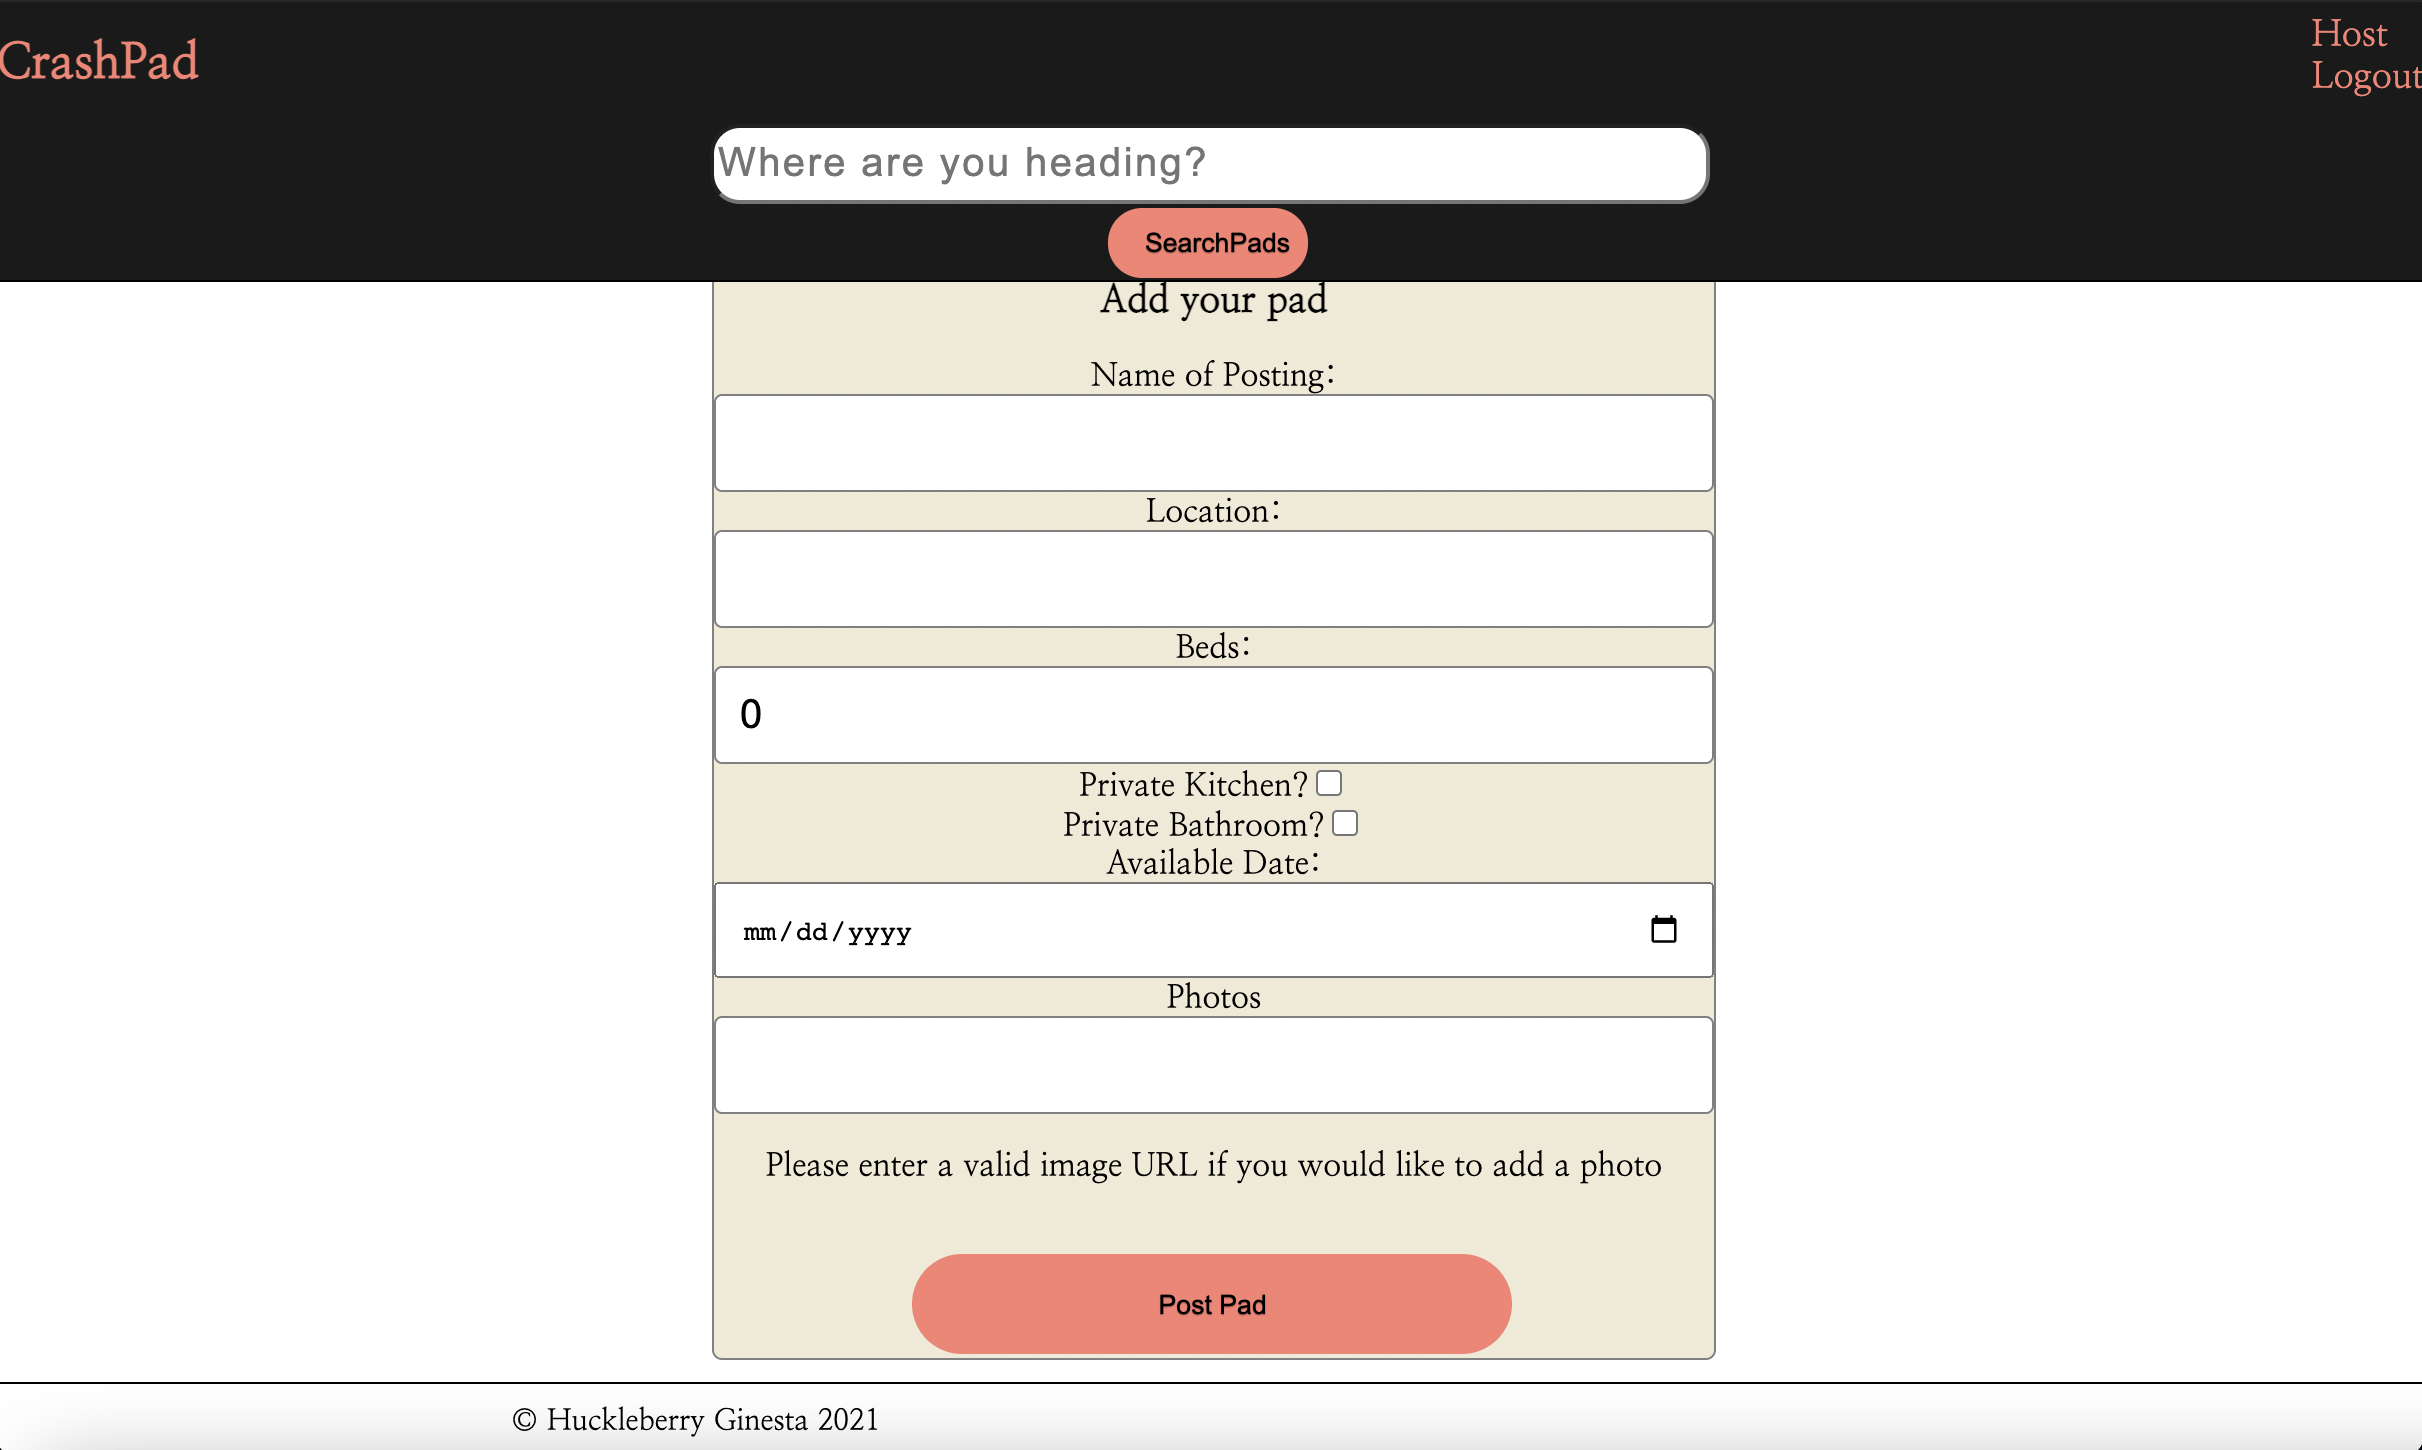 CrashPad
Host
Logout
Where are you heading?
SearchPads
Add your pad
Name of Posting:
Location:
Beds:
0
Private Kitchen?
Private Bathroom?
Available Date:
mm/dd/yyyy
Photos
Please enter a valid image URL if you would like to add a photo
Post Pad
© Huckleberry Ginesta 2021